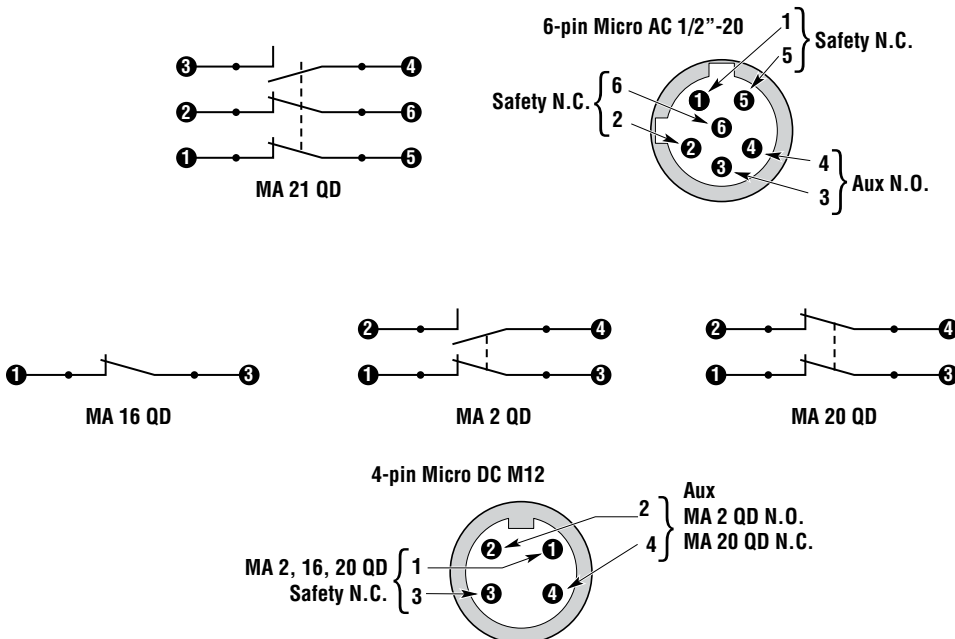 6-pin Micro AC 1/2”-20
3 4
2 6
1 5
MA 21 QD
1
5
Safety N.C.
Safety N.C.
6
2
1 5
6
2 4
3
4
3
Aux N.O.
1 3
MA 16 QD
2 4
1 3
MA 2 QD
2 4
1 3
MA 20 QD
4-pin Micro DC M12
MA 2, 16, 20 QD
Safety N.C.
1
3
2 1
3 4
2
4
Aux
MA 2 QD N.O.
MA 20 QD N.C.